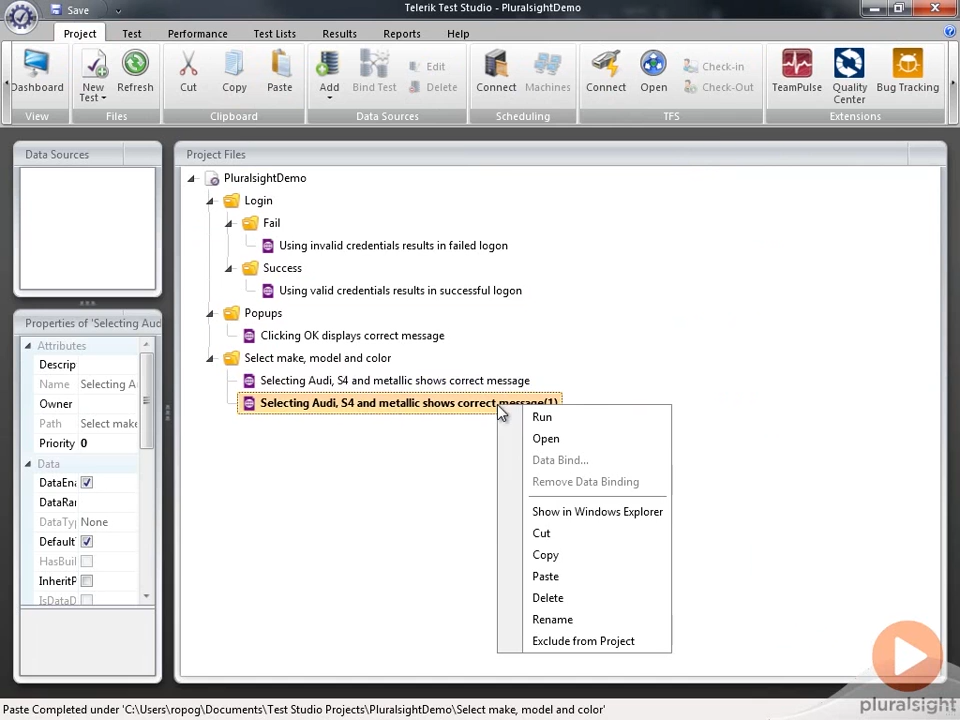 Save
Telerik Test Studio - PluralsightDemo
Project
Test
Performance
Test Lists
Results
Reports
Help
Dashboard
View
New
Test
Refresh
Files
Cut
Copy
Paste
Clipboard
Add
Bind Test
Edit
Delete
Data Sources
Connect
Machines
Scheduling
Connect
Open
Check-in
Check-Out
TFS
TeamPulse
Quality
Center
Bug Tracking
Extensions
Data Sources
Properties of 'Selecting Aud
Attributes
Descrip
Name Selecting A
Owner
Path Select make
Priority 0
Data
DataEna
DataRar
DataTyp None
Default
HasBuil
InheritP
IsDataD
Project Files
PluralsightDemo
Login
Fail
Using invalid credentials results in failed logon
Success
Using valid credentials results in successful logon
Popups
Clicking OK displays correct message
Select make, model and color
Selecting Audi, S4 and metallic shows correct message
Selecting Audi, S4 and metallic shows correct message(1)
Run
Open
Data Bind...
Remove Data Binding
Show in Windows Explorer
Cut
Copy
Paste
Delete
Rename
Exclude from Project
pluralsight
Paste Completed under 'C:\Users\ropog\Documents\Test Studio Projects\PluralsightDemo\Select make, model and color'